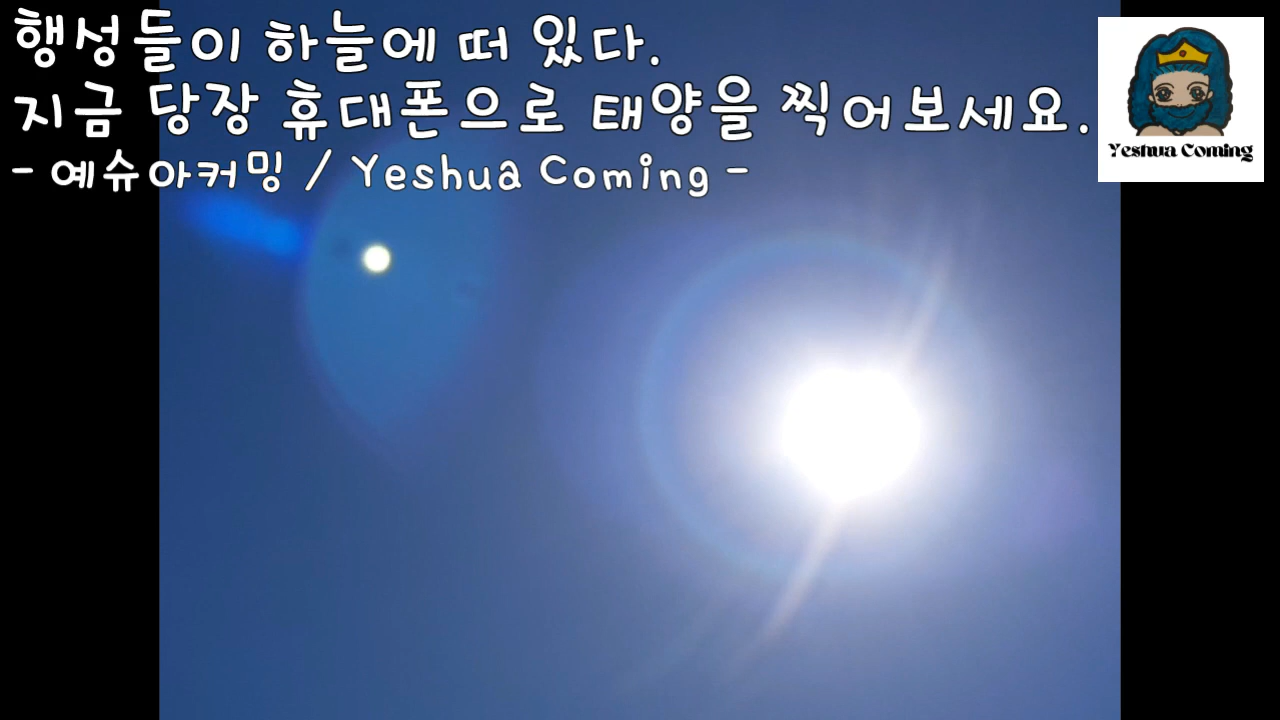 행성들이 하늘에 떠 있다.
지금 당장 휴대폰으로 태양을 찍어보세요.
- 예슈아커밍 / Yeshua Coming -
Yeshua Coming